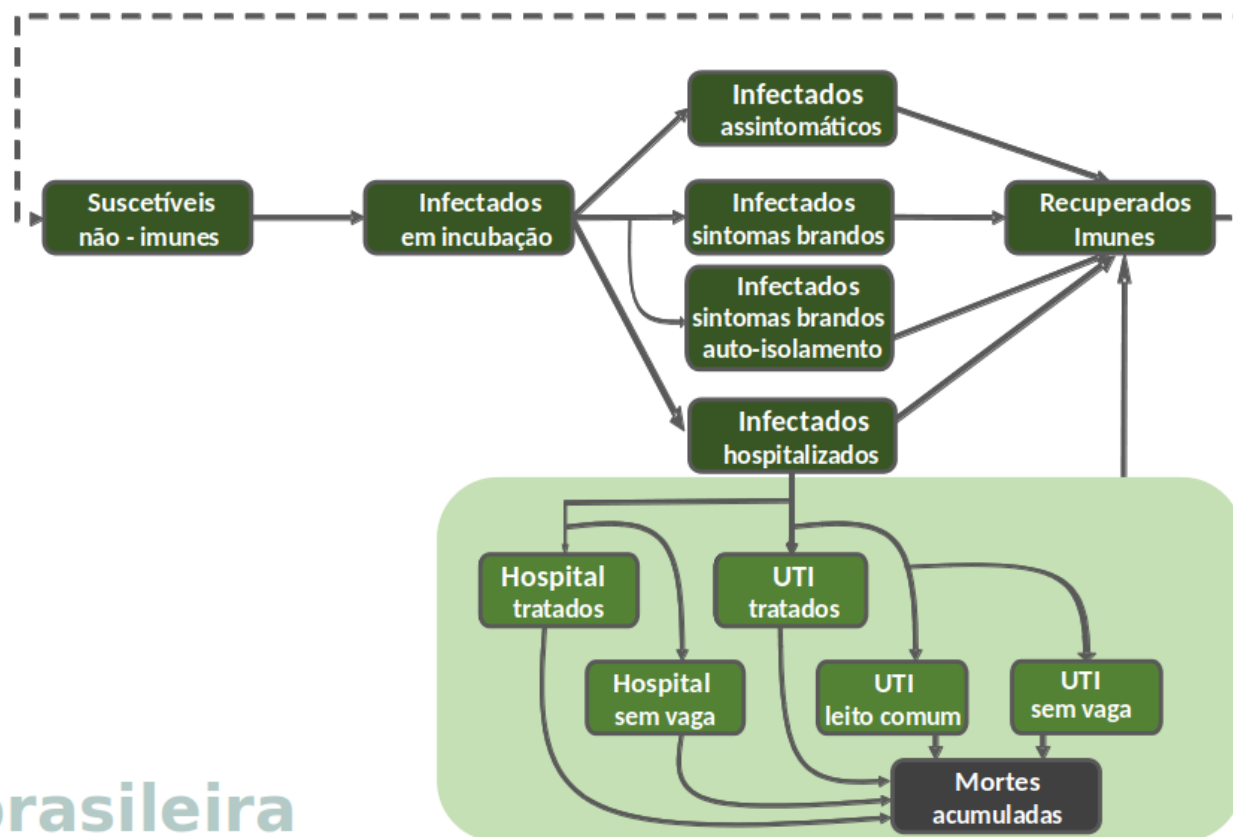 Infectados
assintomáticos
Suscetíveis
não - imunes
Infectados
em incubação
Infectados
sintomas brandos
Recuperados
Imunes
Infectados
sintomas brandos
auto-isolamento
Infectados
hospitalizados
Hospital
tratados
UTI
tratados
Hospital
sem vaga
UTI
leito comum
UTI
sem vaga
Mortes
acumuladas
brasileira